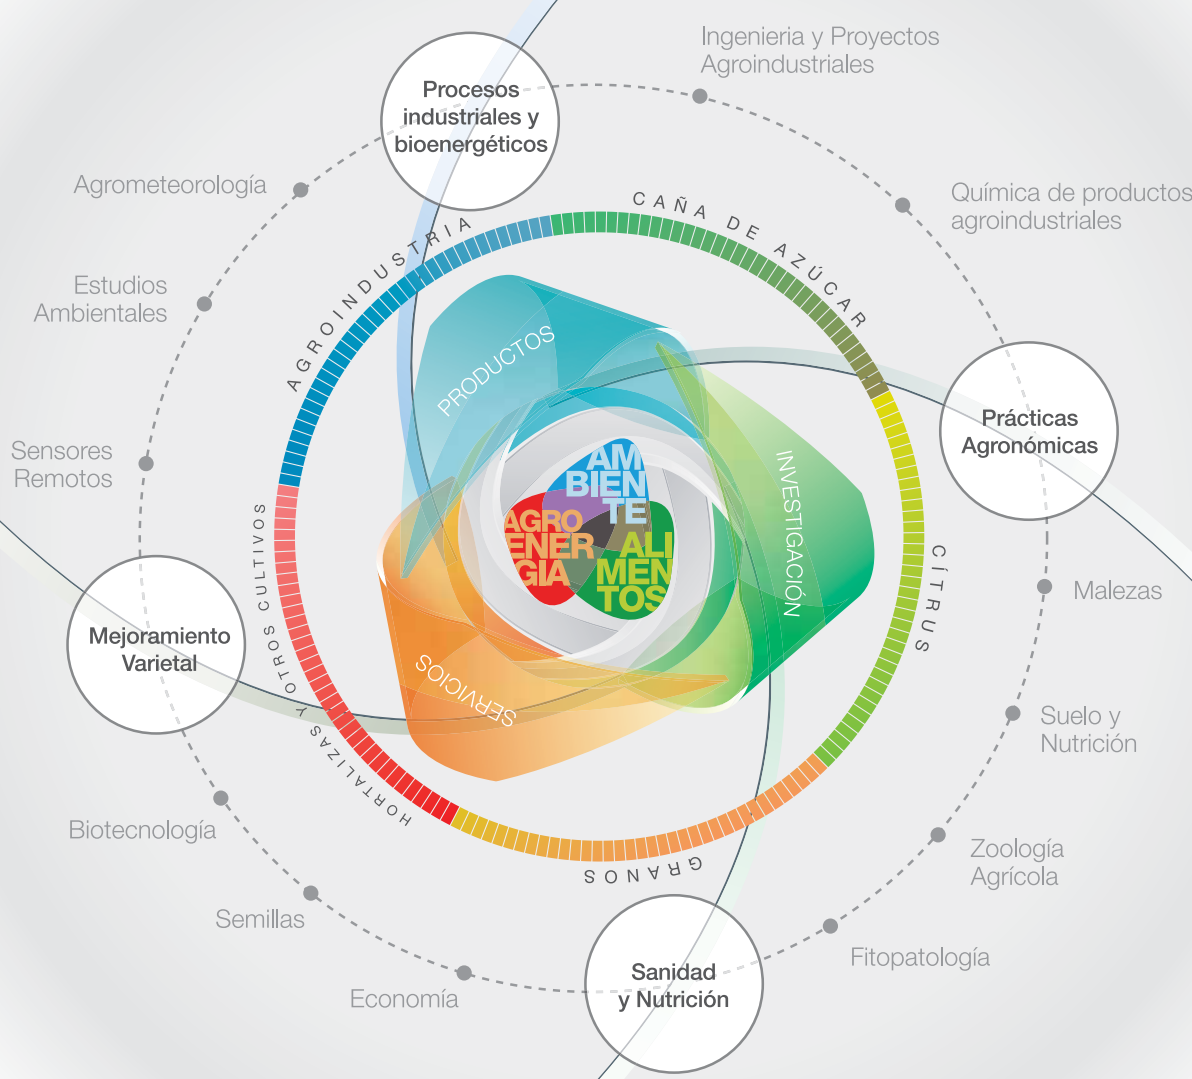 Ingenieria y Proyectos
Agroindustriales
Procesos
industriales y
bioenergéticos
Agrometeorología
Química de productos
agroindustriales
CAÑA DE AZÚCAR
AGROINDUSTRIA
Estudios
Ambientales
PRODUCTOS
Prácticas
Agronómicas
Sensores
Remotos
INVESTIGACIÓN
AM
BIEN
TE
AGRO
ENER
GIA
ALI
MEN
TOS
HORTALIZAS Y OTROS CULTIVOS
CÍTRUS
Malezas
Mejoramiento
Varietal
SERVICIOS
Suelo y
Nutrición
Biotecnología
Zoología
Agrícola
GRANOS
Semillas
Fitopatología
Economía
Sanidad
y Nutrición